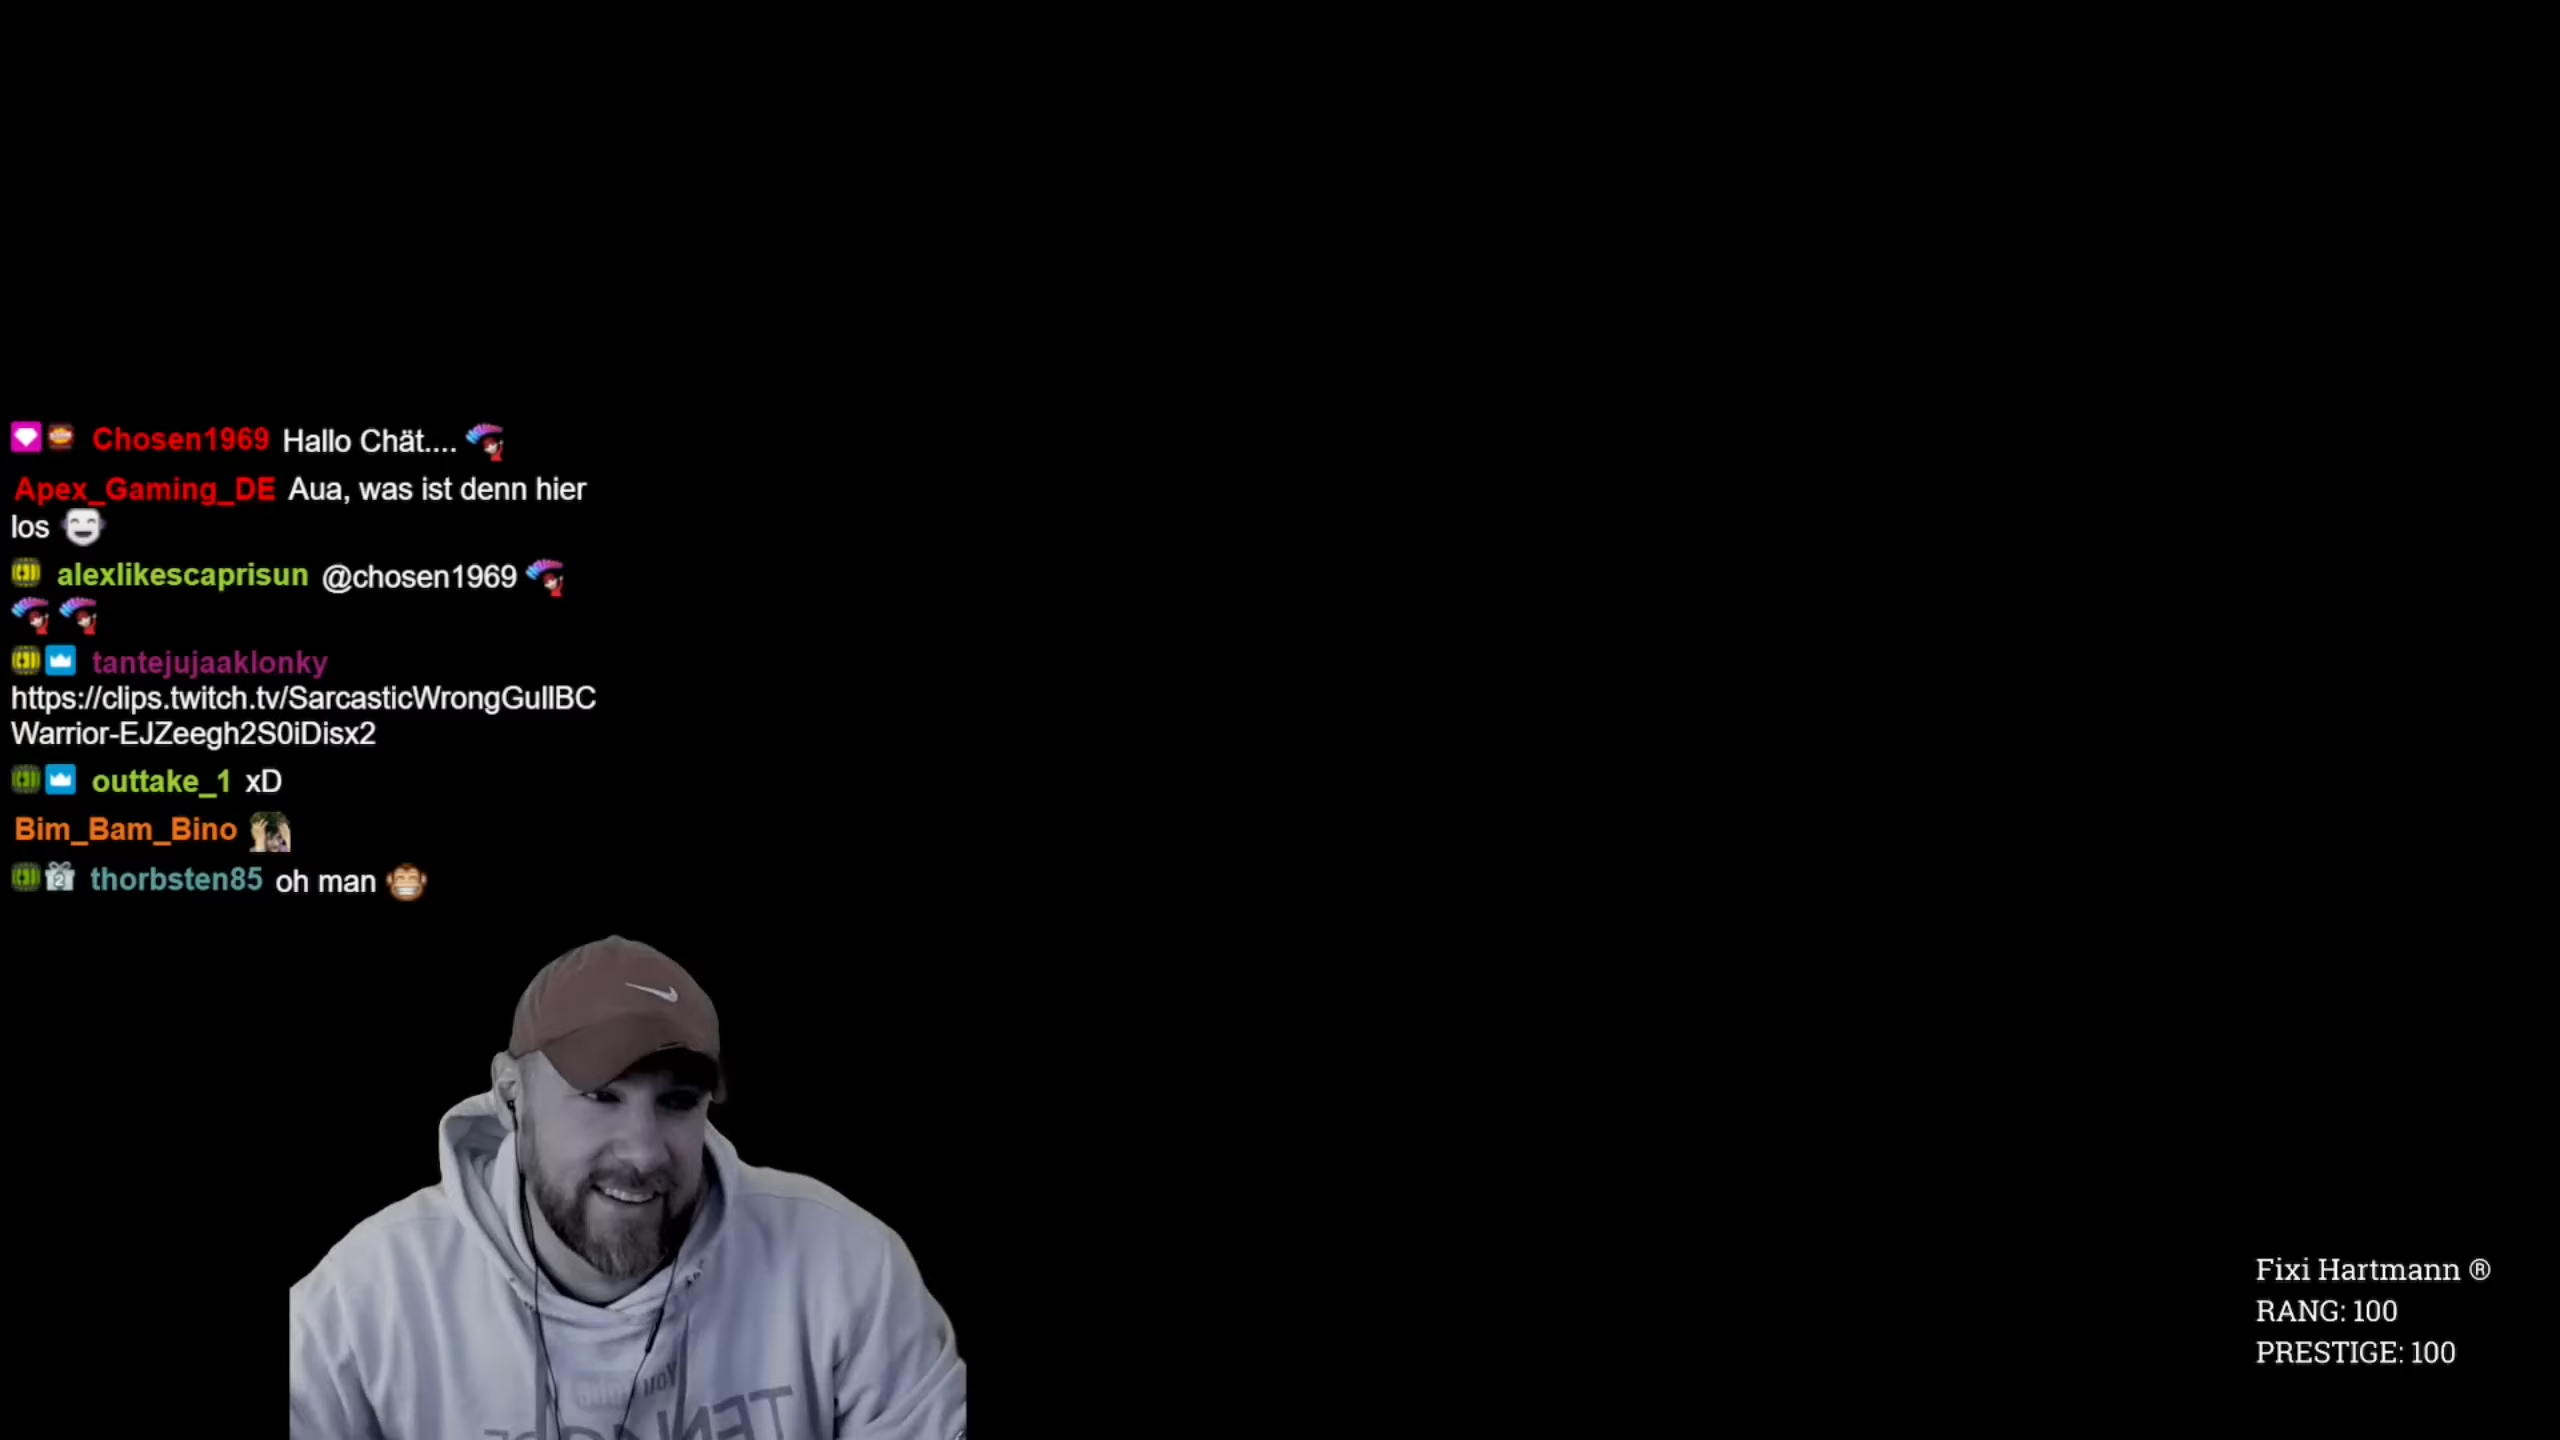 Chosen1969 Hallo Chät....
Apex_Gaming_DE Aua, was ist denn hier
los
alexlikescaprisun @chosen1969
tantejujaaklonky
https://clips.twitch.tv/SarcasticWrongGullBC
Warrior-EJZeegh2S0iDisx2
outtake_1 xD
Bim_Bam_Bino
thorbsten85 oh man
Fixi Hartmann ®
RANG: 100
PRESTIGE: 100